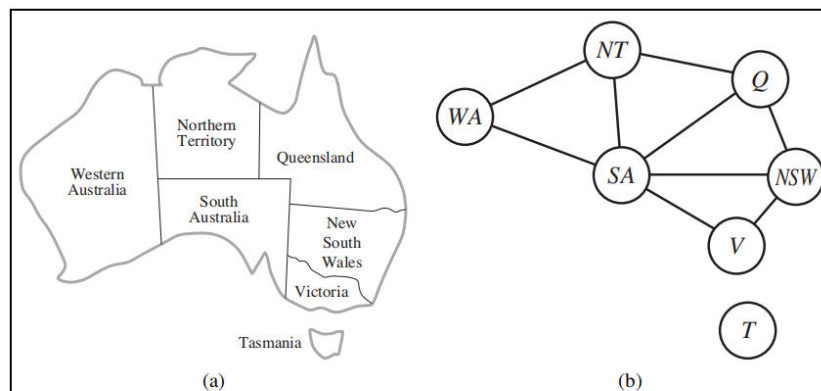 Northern
Territory
Western
Australia
Queensland
South
Australia
New
South
Wales
Victoria
Tasmania
(a)
NT
Q
WA
SA
NSW
V
T
(b)